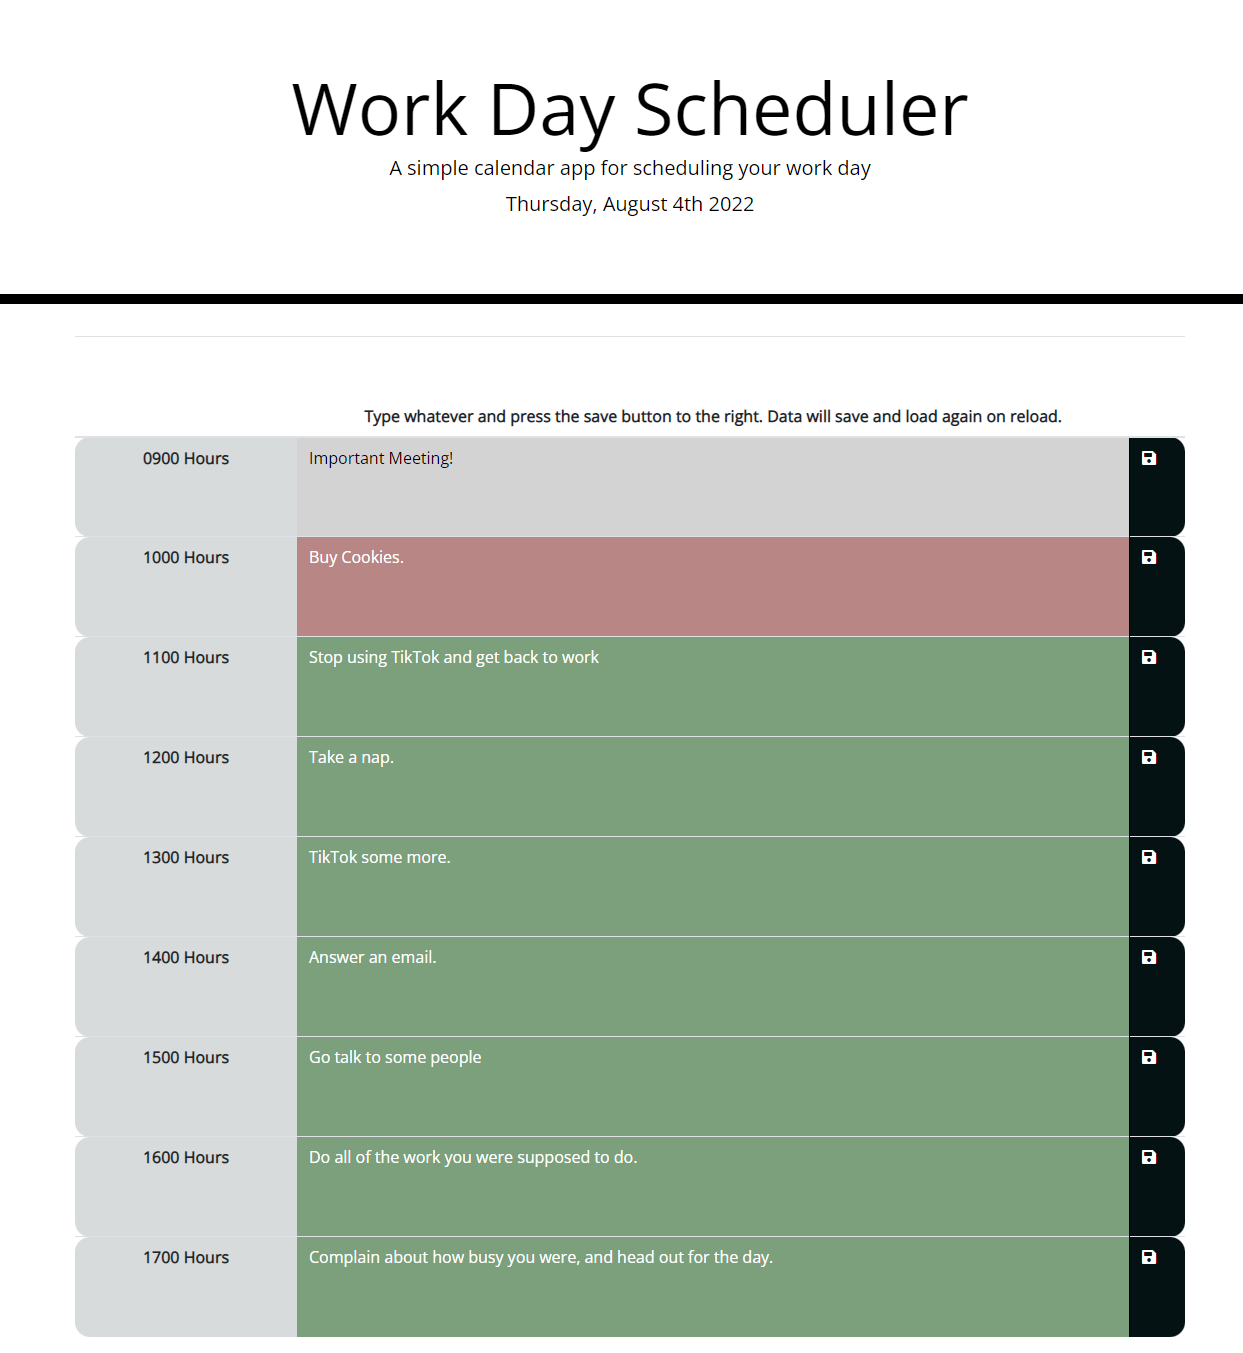 Work Day Scheduler
A simple calendar app for scheduling your work day
Thursday, August 4th 2022
Type whatever and press the save button to the right. Data will save and load again on reload.
0900 Hours Important Meeting!
1000 Hours Buy Cookies.
1100 Hours Stop using TikTok and get back to work
1200 Hours Take a nap.
1300 Hours TikTok some more.
1400 Hours Answer an email.
1500 Hours Go talk to some people
1600 Hours Do all of the work you were supposed to do.
1700 Hours Complain about how busy you were, and head out for the day.